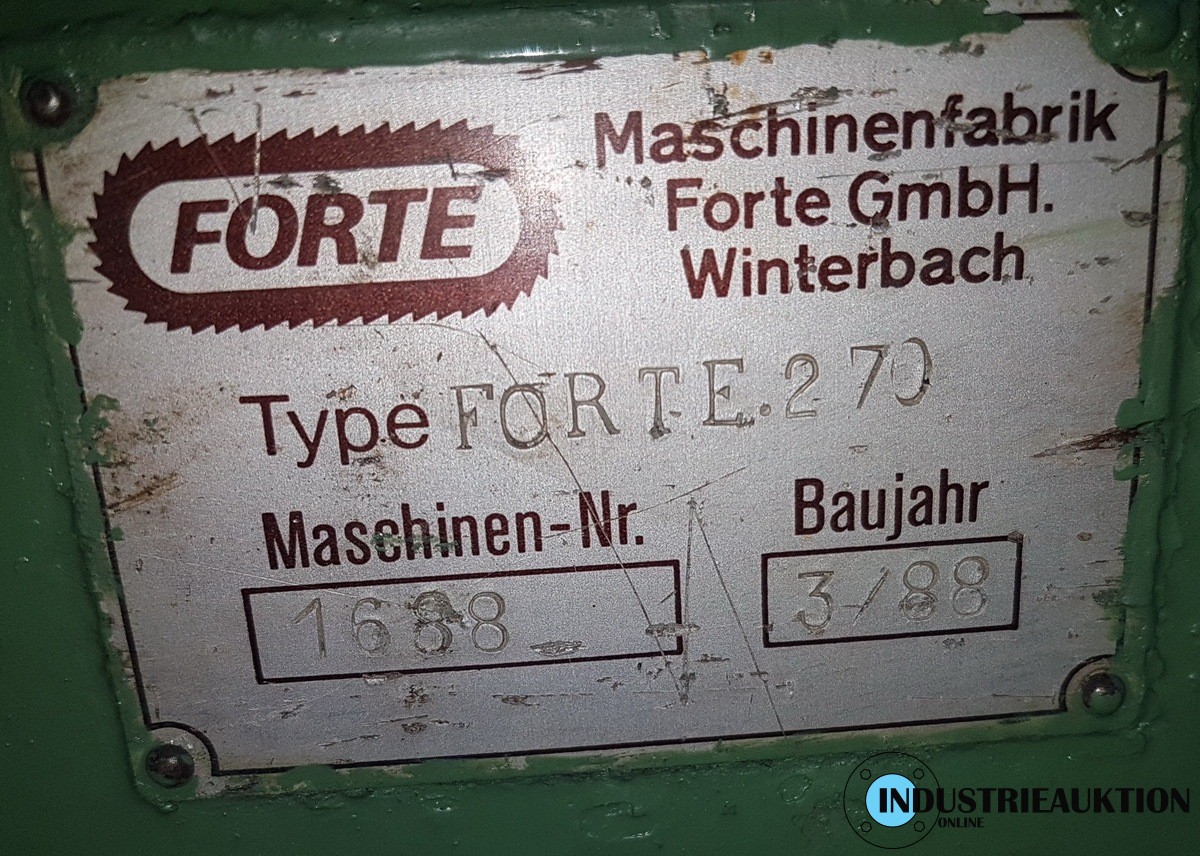 FORTE
Maschinenfabrik
Forte GmbH.
Winterbach
Type FORTE.270
Maschinen-Nr.
1688
Baujahr
3/88
INDUSTRIEAUKTION
ONLINE